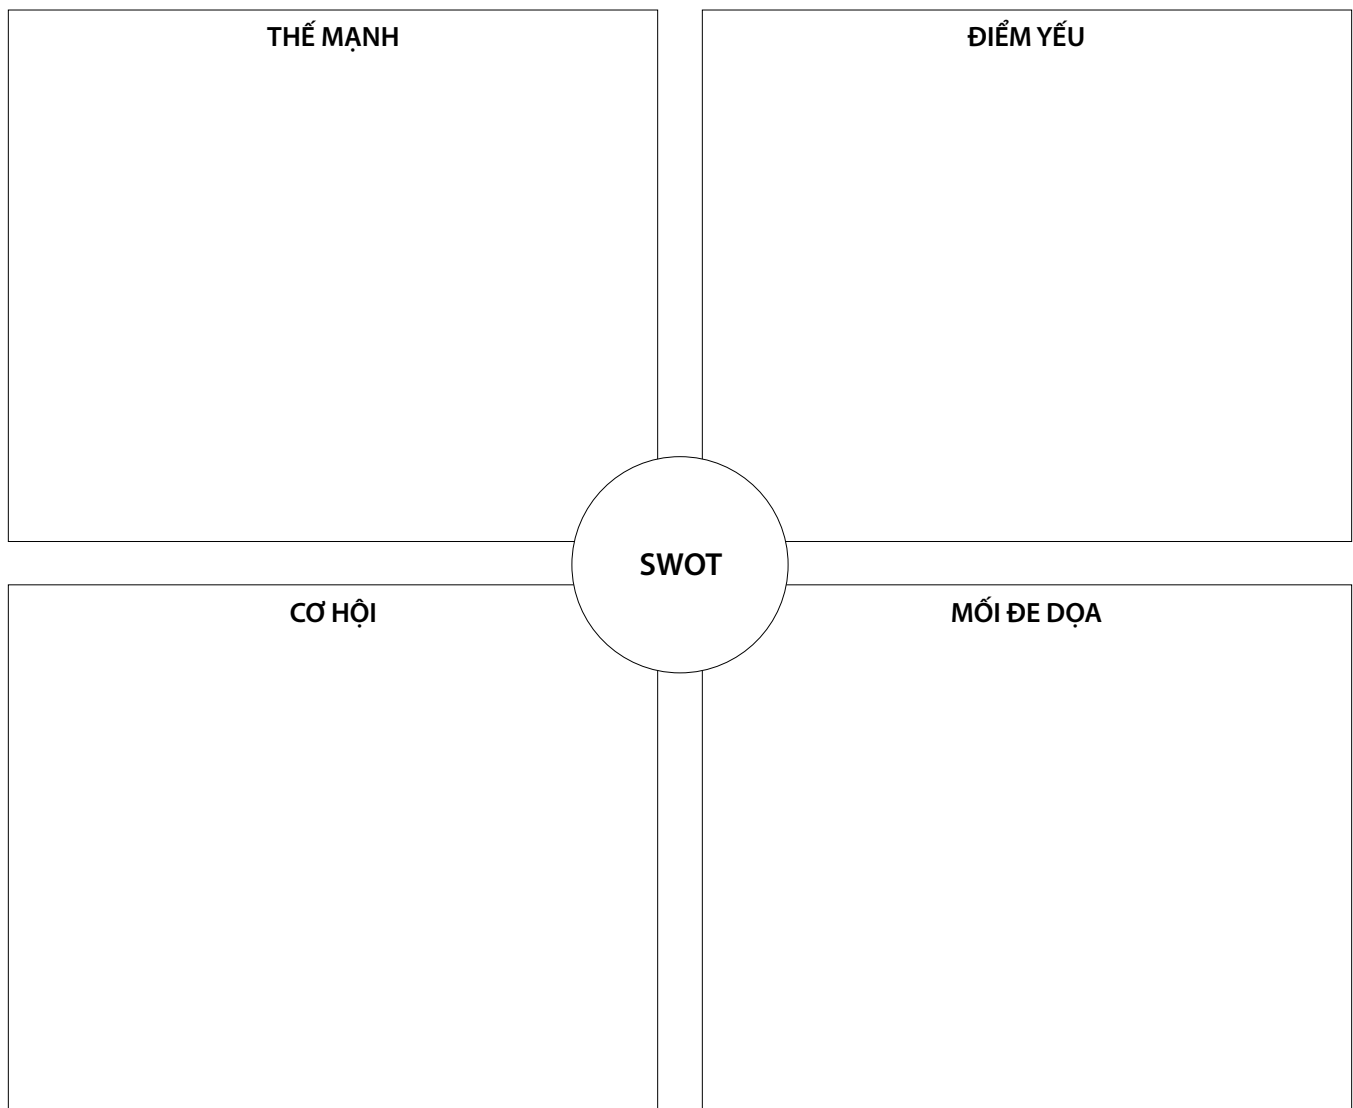 THẾ MẠNH
ĐIỂM YẾU
SWOT
CƠ HỘI
MỐI ĐE DỌA